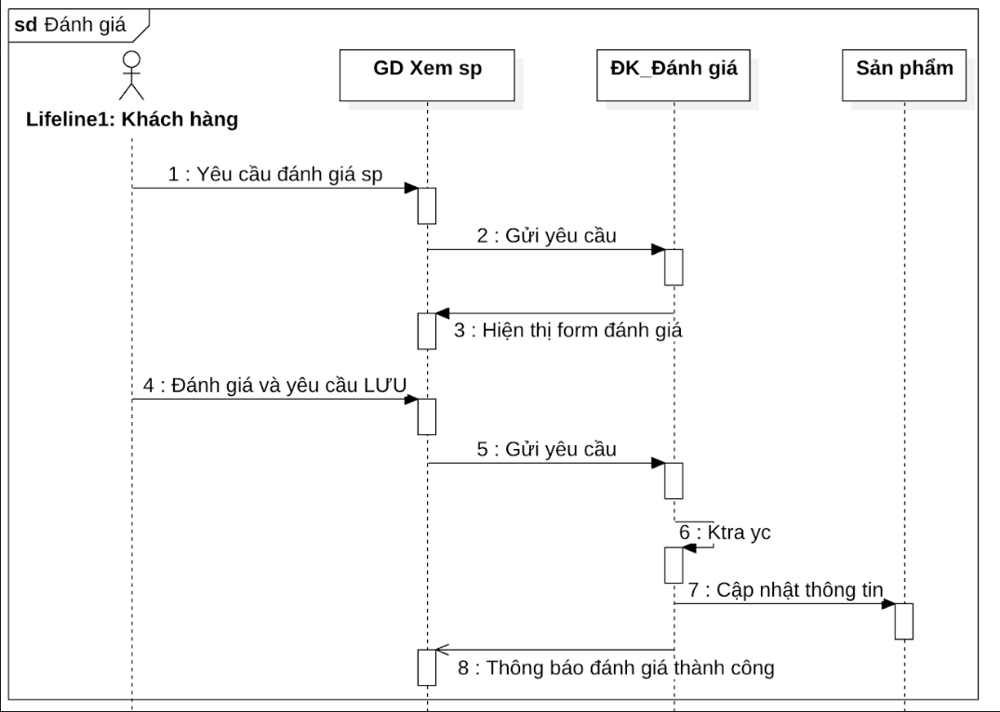 sd Đánh giá
GD Xem sp
ĐK_Đánh giá
Sản phẩm
Lifeline1: Khách hàng
1 : Yêu cầu đánh giá sp
2 : Gửi yêu cầu
3 : Hiện thị form đánh giá
4 : Đánh giá và yêu cầu LƯU
5 : Gửi yêu cầu
6 : Ktra yc
7 : Cập nhật thông tin
8 : Thông báo đánh giá thành công